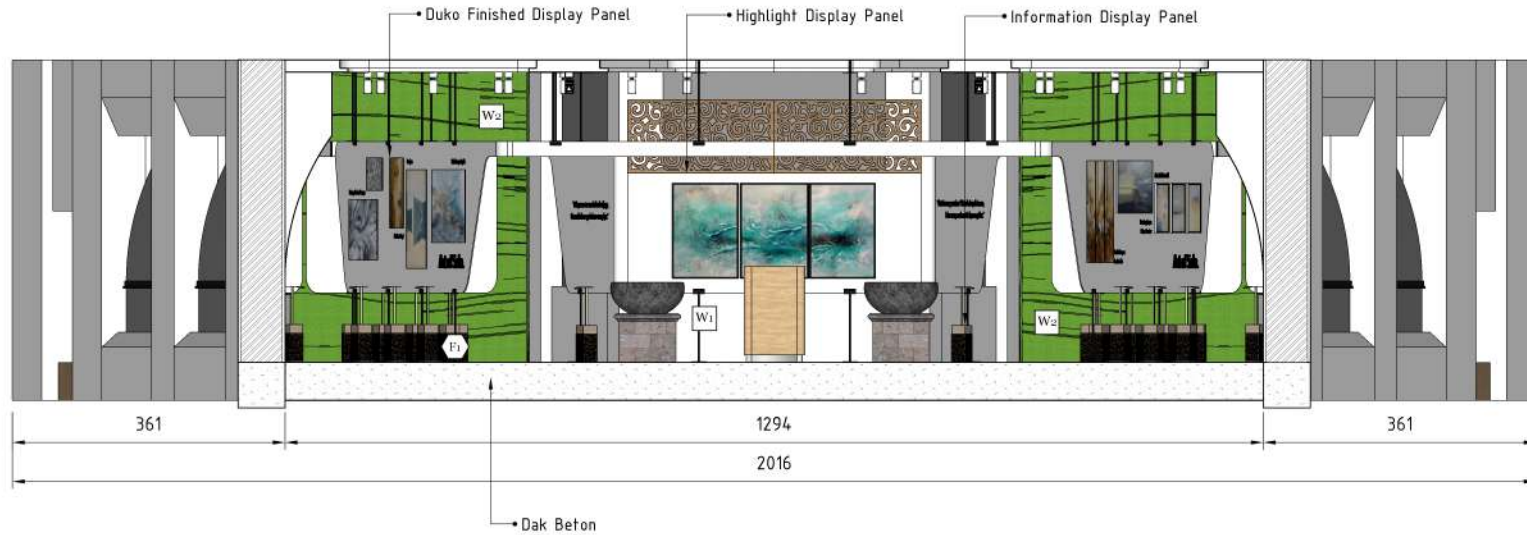 Duko Finished Display Panel
Highlight Display Panel
Information Display Panel
W2
W1
W2
F1
361
1294
361
2016
Dak Beton